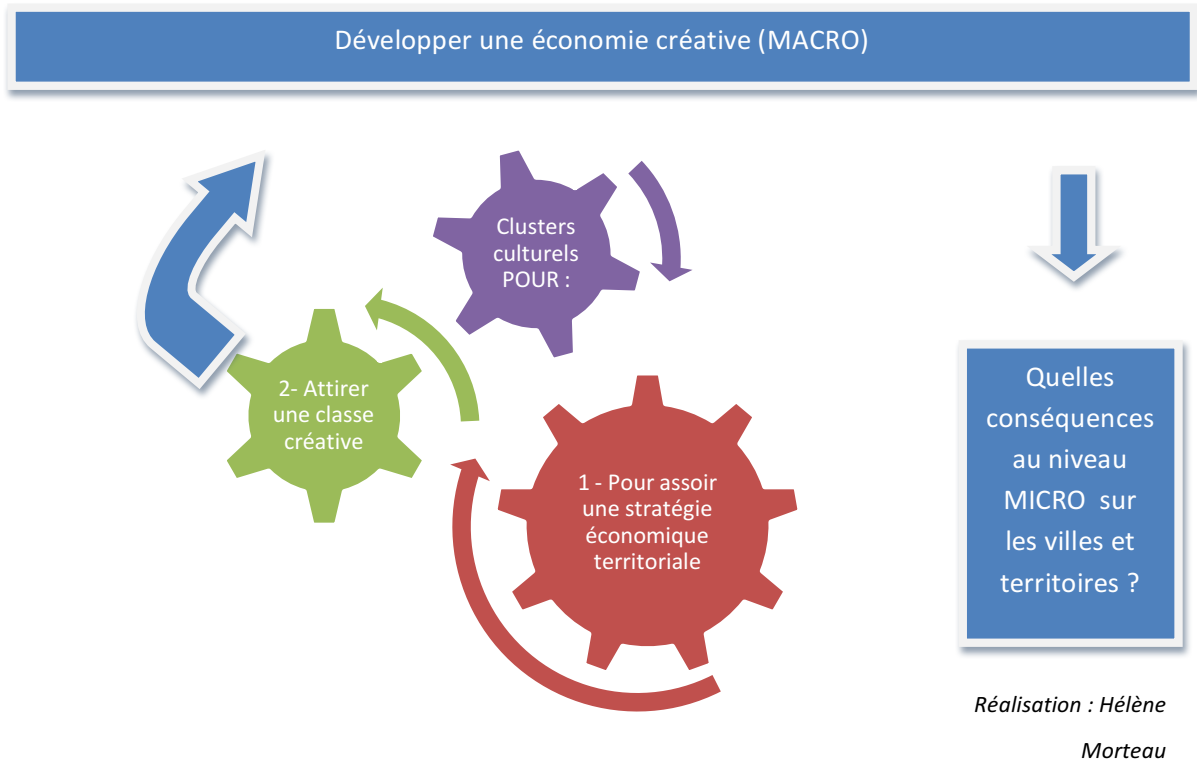 Développer une économie créative (MACRO)
Clusters
culturels
POUR :
2- Attirer
une classe
créative
1 - Pour assoir
une stratégie
économique
territoriale
Quelles
conséquences
au niveau
MICRO sur
les villes et
territoires ?
Réalisation : Hélène
Morteau